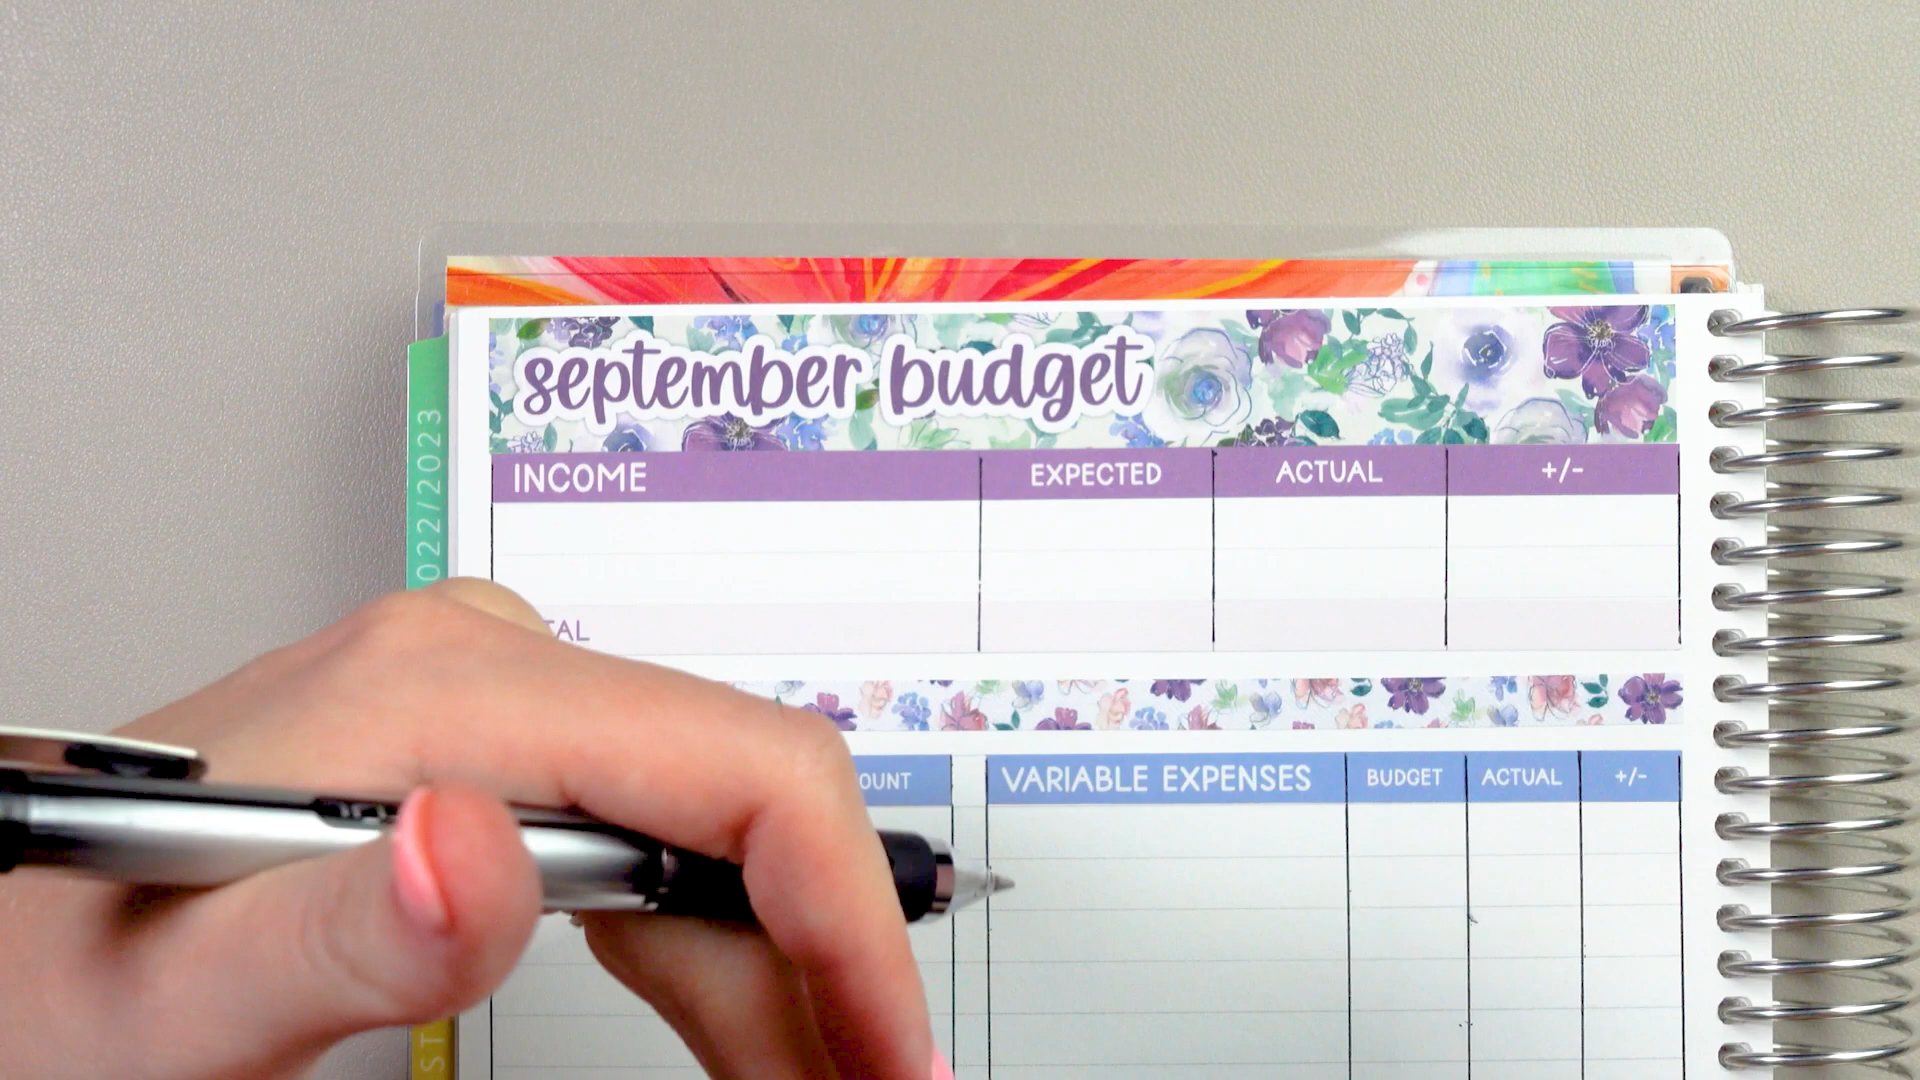 september budget
INCOME EXPECTED ACTUAL +/-
VARIABLE EXPENSES BUDGET ACTUAL +/-